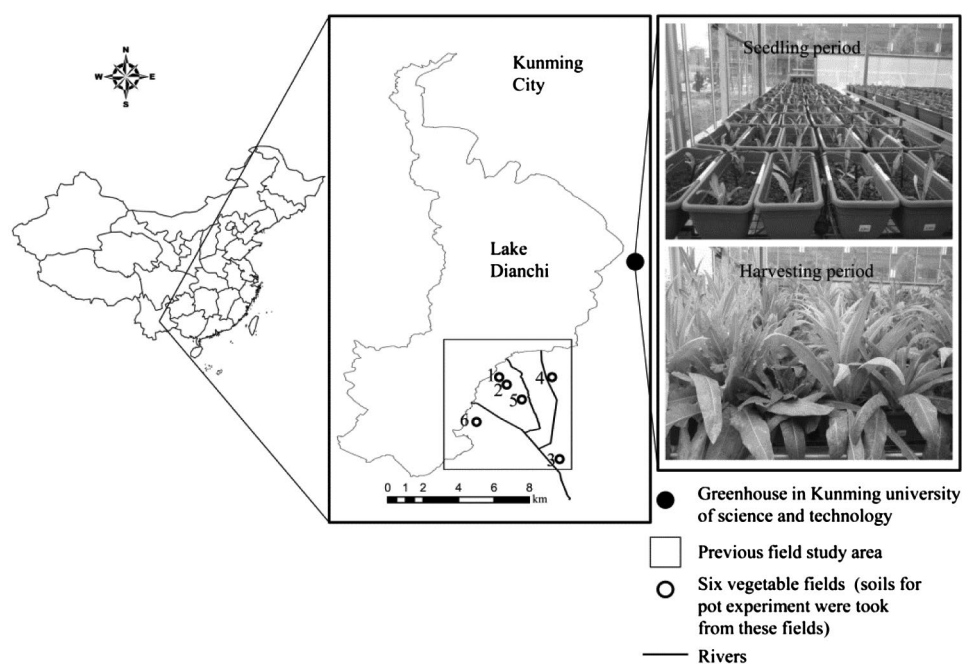 N
W
E
S
Kunming
City
Lake
Dianchi
1
2
4
5
6
3
0 1 2 4 6 8
km
Seedling period
Harvesting period
Greenhouse in Kunming university
of science and technology
Previous field study area
Six vegetable fields (soils for
pot experiment were took
from these fields)
Rivers